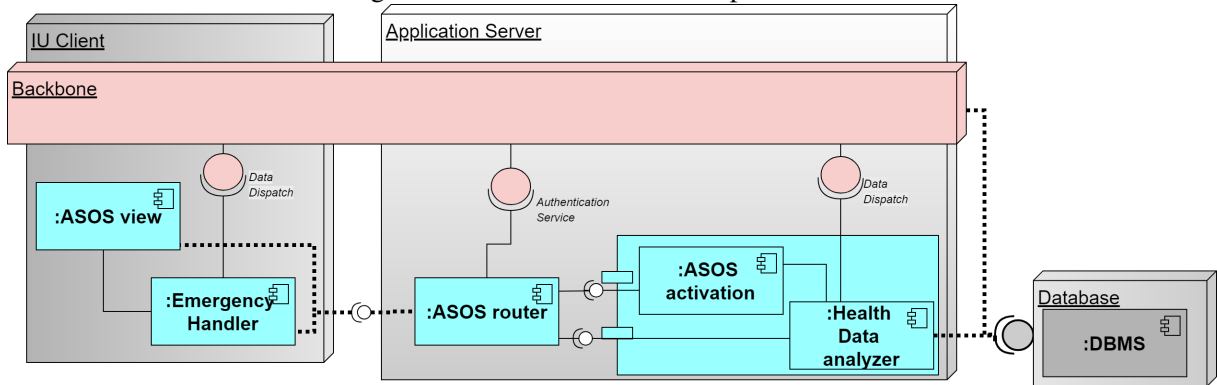 IU Client
Application Server
Backbone
Data
Dispatch
Authentication
Service
Data
Dispatch
:ASOS view
:Emergency
Handler
:ASOS router
:ASOS
activation
:Health
Data
analyzer
Database
:DBMS